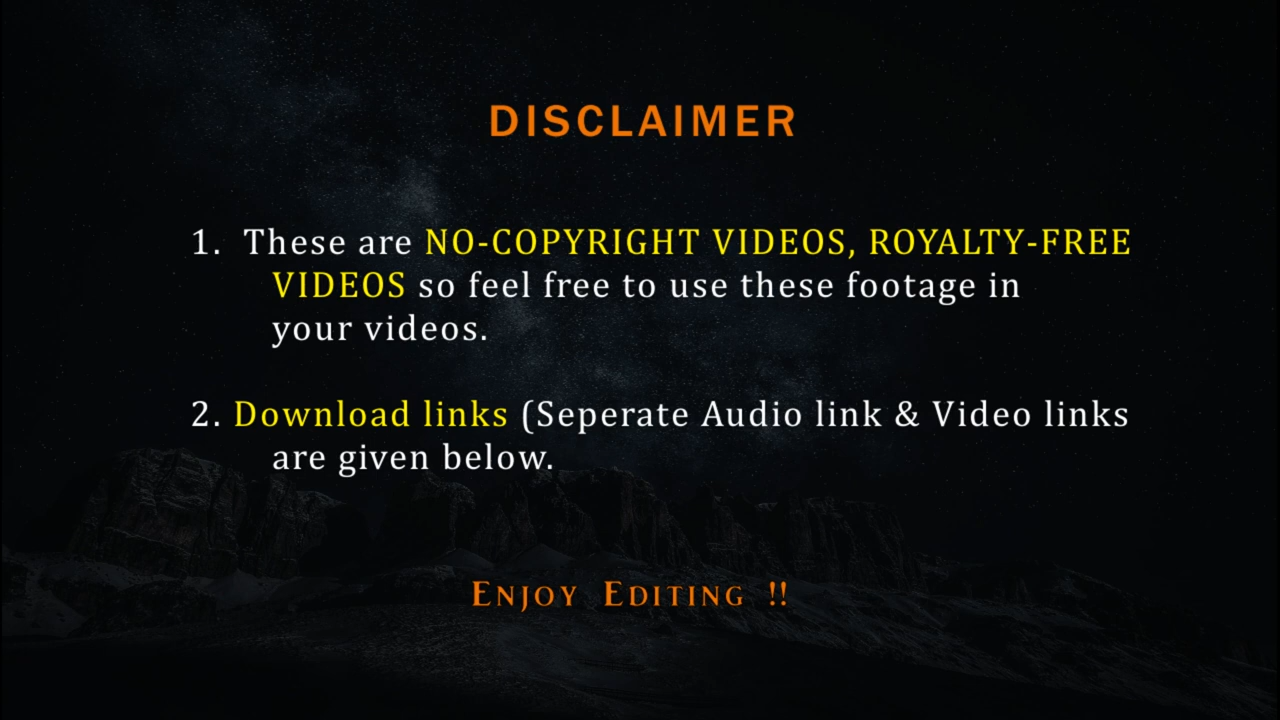 DISCLAIMER
1. These are NO-COPYRIGHT VIDEOS, ROYALTY-FREE
VIDEOS so feel free to use these footage in
your videos.
2. Download links (Seperate Audio link & Video links
are given below.
ENJOY EDITING !!